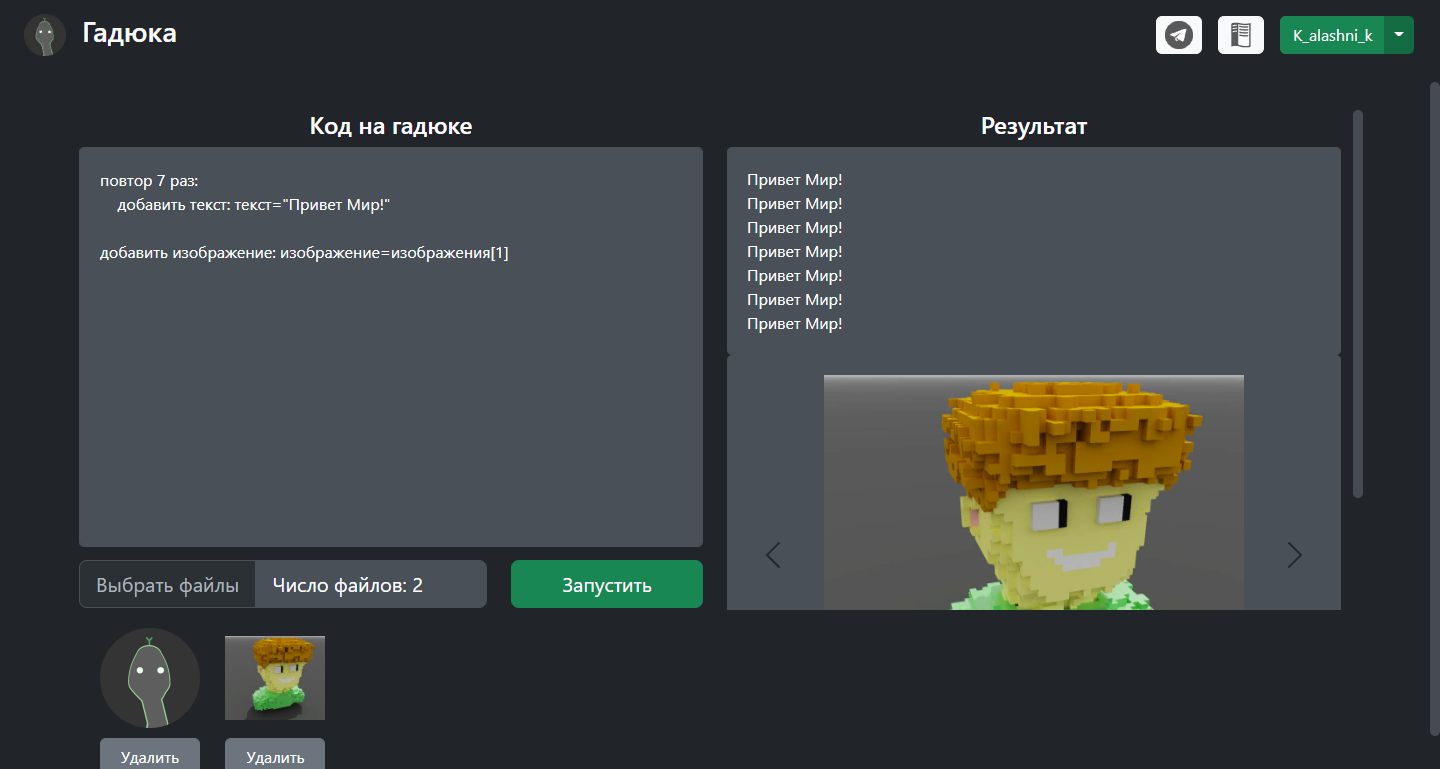 Гадюка
K_alashni_k
Код на гадюке
повтор 7 раз:
добавить текст: текст="Привет Мир!"
добавить изображение: изображение=изображения[1]
Выбрать файлы
Число файлов: 2
Запустить
Удалить
Удалить
Результат
Привет Мир!
Привет Мир!
Привет Мир!
Привет Мир!
Привет Мир!
Привет Мир!
Привет Мир!